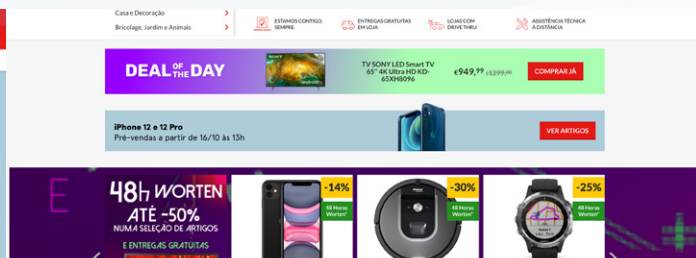 Casa e Decoração
Bricolage, Jardim e Animais
ESTAMOS CONTIGO.
SEMPRE.
ENTREGAS GRATUITAS
EM LOJA
LOJAS COM
DRIVE THRU
ASSISTÊNCIA TÉCNICA
À DISTÂNCIA
DEAL OF THE DAY
TV SONY LED Smart TV
65'' 4K Ultra HD KD-
65XH8096
€949,99 €1299,99
COMPRAR JÁ
iPhone 12 e 12 Pro
Pré-vendas a partir de 16/10 às 13h
VER ARTIGOS
E
48h WORTEN
ATÉ -50%
NUMA SELEÇÃO DE ARTIGOS
E ENTREGAS GRATUITAS
-14%
48 Horas
Worten*
-30%
48 Horas
Worten*
-25%
48 Horas
Worten*